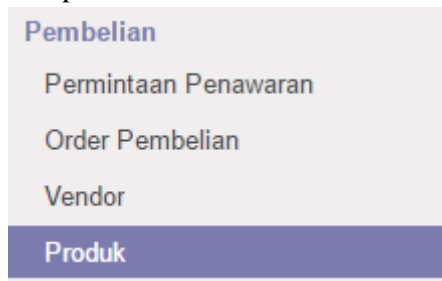 Pembelian
Permintaan Penawaran
Order Pembelian
Vendor
Produk